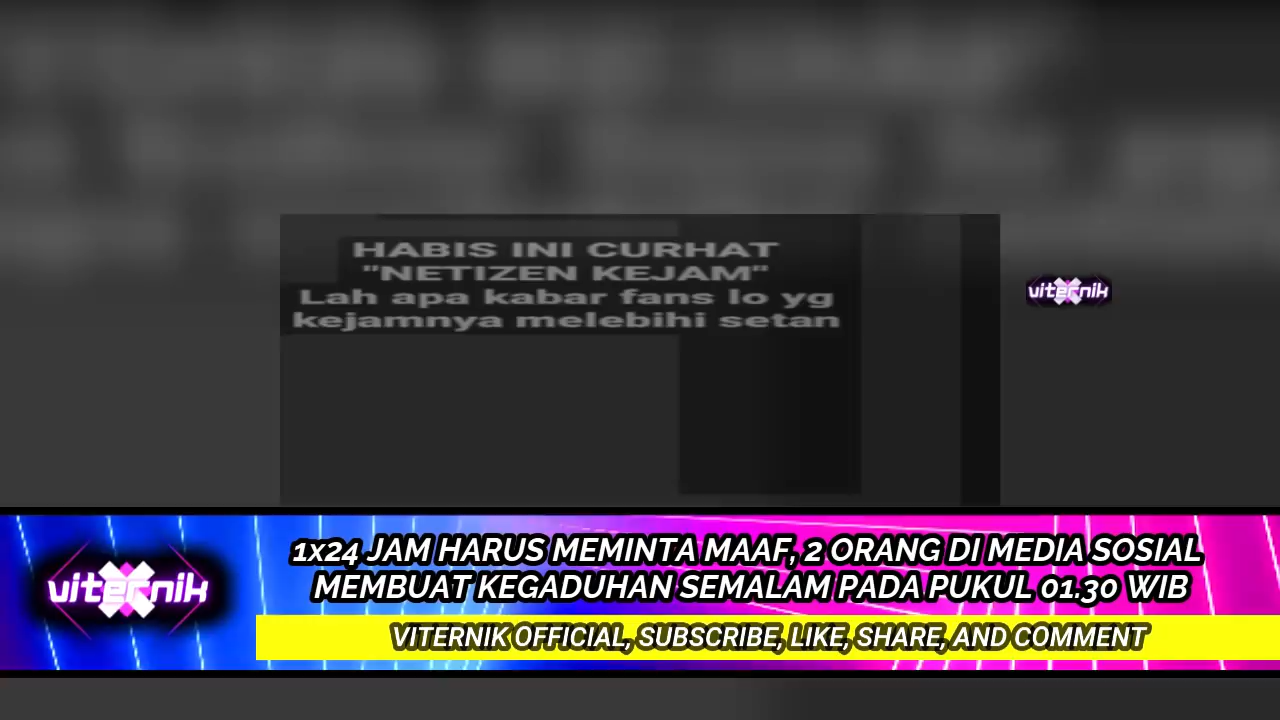 HABIS INI CURHAT
"NETIZEN KEJAM"
Lah apa kabar fans lo yg
kejamnya melebihi setan
viternik
viternik
1x24 JAM HARUS MEMINTA MAAF, 2 ORANG DI MEDIA SOSIAL
MEMBUAT KEGADUHAN SEMALAM PADA PUKUL 01.30 WIB
VITERNIK OFFICIAL, SUBSCRIBE, LIKE, SHARE, AND COMMENT